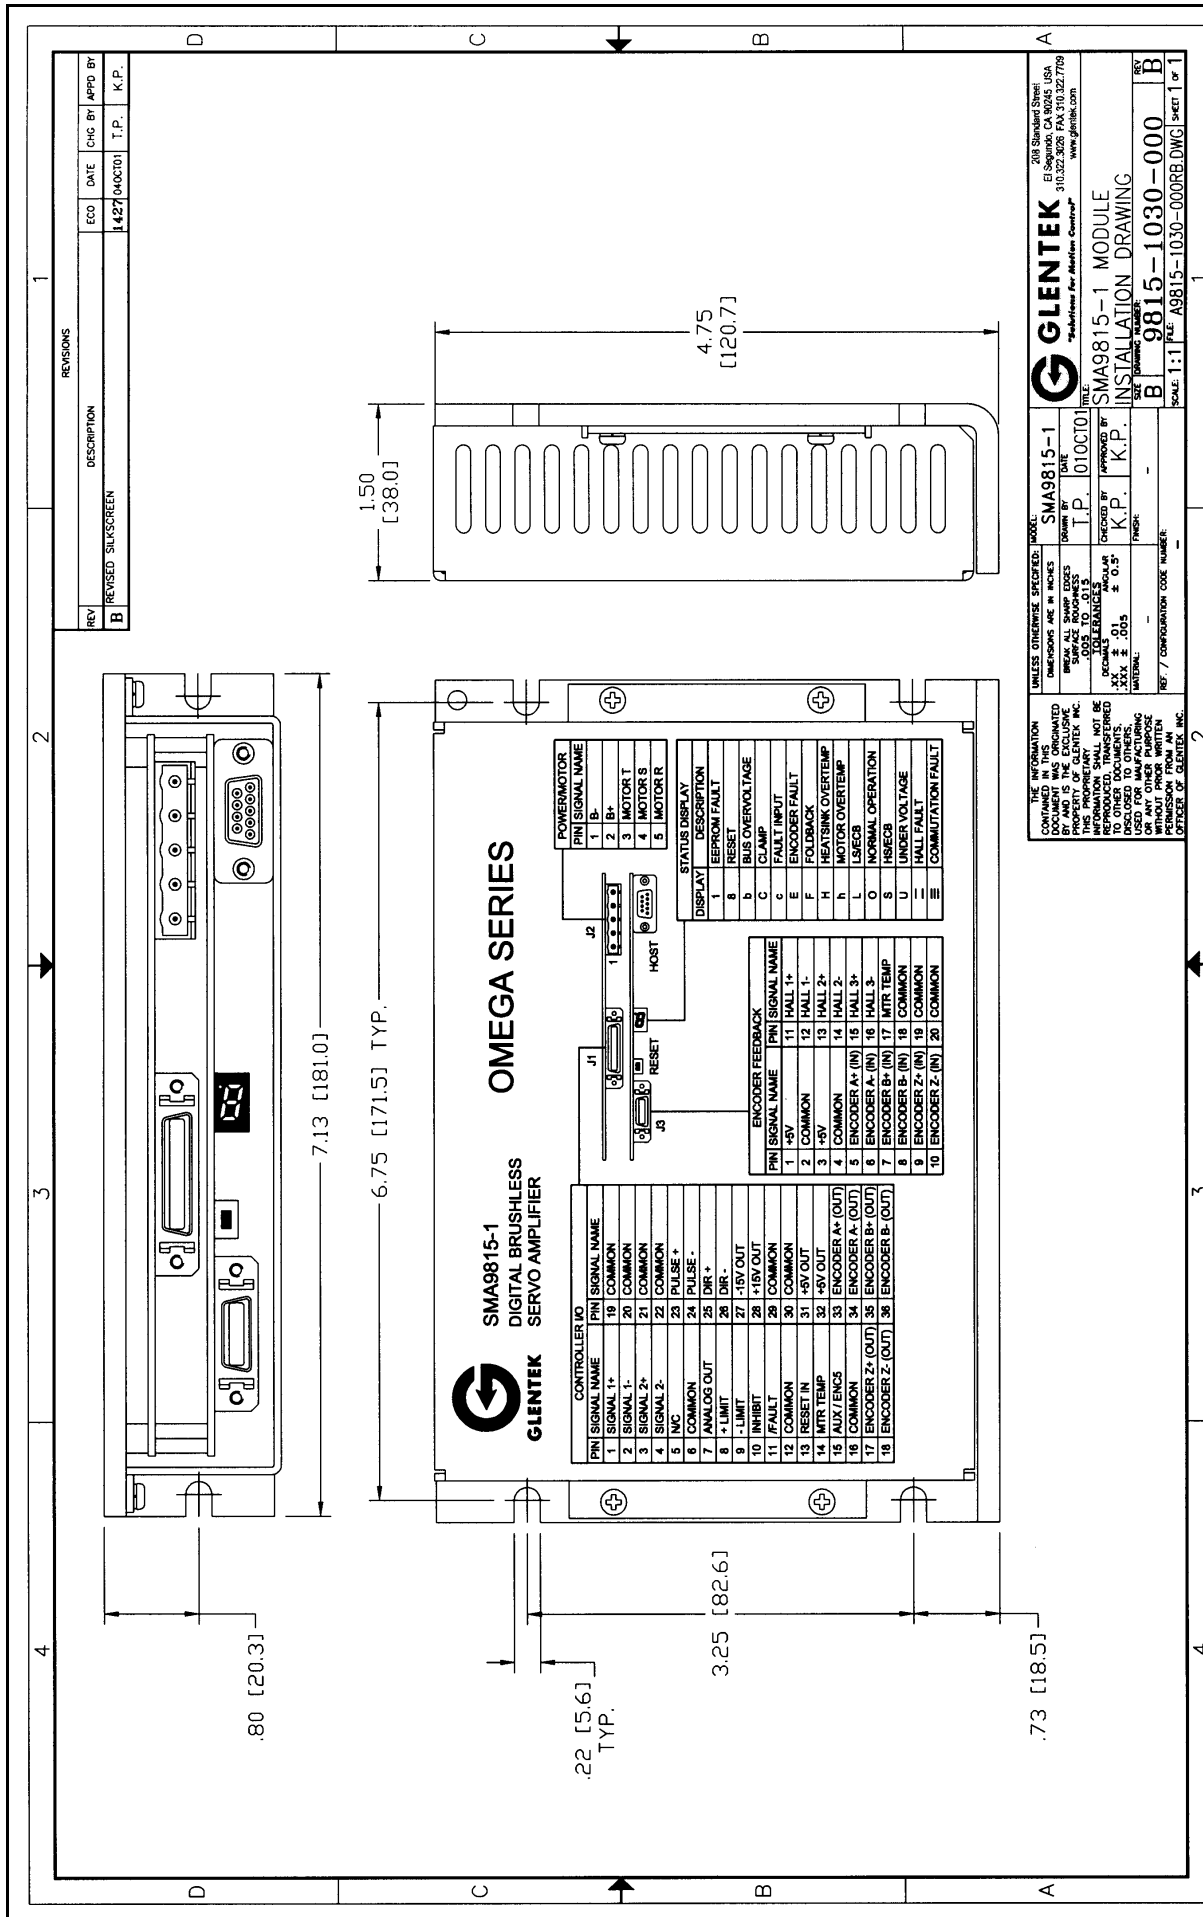 4
3
2
1
D
C
B
A
REVISIONS
REV DESCRIPTION ECO DATE CHG BY APPD BY
B REVISED SILKSCREEN 1427 04OCT01 T.P. K.P.
.80 [20.3]
7.13 [181.0]
6.75 [171.5] TYP.
.22 [5.6]
TYP.
3.25 [82.6]
.73 [18.5]
1.50
[38.0]
4.75
[120.7]
GLENTEK
SMA9815-1
DIGITAL BRUSHLESS
SERVO AMPLIFIER
OMEGA SERIES
CONTROLLER I/O
PIN SIGNAL NAME PIN SIGNAL NAME
1 SIGNAL 1+ 19 COMMON
2 SIGNAL 1- 20 COMMON
3 SIGNAL 2+ 21 COMMON
4 SIGNAL 2- 22 COMMON
5 N/C 23 PULSE +
6 COMMON 24 PULSE -
7 ANALOG OUT 25 DIR +
8 + LIMIT 26 DIR -
9 - LIMIT 27 -15V OUT
10 INHIBIT 28 +15V OUT
11 /FAULT 29 COMMON
12 COMMON 30 COMMON
13 RESET IN 31 +5V OUT
14 MTR TEMP 32 +5V OUT
15 AUX / ENC5 33 ENCODER A+ (OUT)
16 COMMON 34 ENCODER A- (OUT)
17 ENCODER Z+ (OUT) 35 ENCODER B+ (OUT)
18 ENCODER Z- (OUT) 36 ENCODER B- (OUT)
J1
J2
1
J3
RESET
HOST
POWER/MOTOR
PIN SIGNAL NAME
1 B-
2 B+
3 MOTOR T
4 MOTOR S
5 MOTOR R
ENCODER FEEDBACK
PIN SIGNAL NAME PIN SIGNAL NAME
1 +5V 11 HALL 1+
2 COMMON 12 HALL 1-
3 +5V 13 HALL 2+
4 COMMON 14 HALL 2-
5 ENCODER A+ (IN) 15 HALL 3+
6 ENCODER A- (IN) 16 HALL 3-
7 ENCODER B+ (IN) 17 MTR TEMP
8 ENCODER B- (IN) 18 COMMON
9 ENCODER Z+ (IN) 19 COMMON
10 ENCODER Z- (IN) 20 COMMON
STATUS DISPLAY
DISPLAY DESCRIPTION
1 EEPROM FAULT
8 RESET
b BUS OVERVOLTAGE
C CLAMP
c FAULT INPUT
E ENCODER FAULT
F FOLDBACK
H HEATSINK OVERTEMP
h MOTOR OVERTEMP
L LS/ECB
O NORMAL OPERATION
S HS/ECB
U UNDER VOLTAGE
= HALL FAULT
≡ COMMUTATION FAULT
THE INFORMATION
CONTAINED IN THIS
DOCUMENT WAS ORIGINATED
BY AND IS THE EXCLUSIVE
PROPERTY OF GLENTEK INC.
THIS PROPRIETARY
INFORMATION SHALL NOT BE
REPRODUCED, TRANSFERRED
TO OTHER DOCUMENTS,
DISCLOSED TO OTHERS,
USED FOR MAUFACTURING
OR ANY OTHER PURPOSE
WITHOUT PRIOR WRITTEN
PERMISSION FROM AN
OFFICER OF GLENTEK INC.
UNLESS OTHERWISE SPECIFIED:
DIMENSIONS ARE IN INCHES
BREAK ALL SHARP EDGES
SURFACE ROUGHNESS
.005 TO .015
TOLERANCES
DECIMALS ANGULAR
.XX ± .01 ± 0.5°
.XXX ± .005
MATERIAL: -
FINISH: -
REF. / CONFIGURATION CODE NUMBER: -
MODEL: SMA9815-1
DRAWN BY T.P. DATE 01OCT01
CHECKED BY K.P. APPROVED BY K.P.
GLENTEK
"Solutions For Motion Control"
208 Standard Street
El Segundo, CA 90245 USA
310.322.3026 FAX 310.322.7709
www.glentek.com
TITLE:
SMA9815-1 MODULE
INSTALLATION DRAWING
SIZE B DRAWING NUMBER: 9815-1030-000 REV B
SCALE: 1:1 FILE: A9815-1030-000RB.DWG SHEET 1 OF 1
D
C
B
A
4
3
2
1